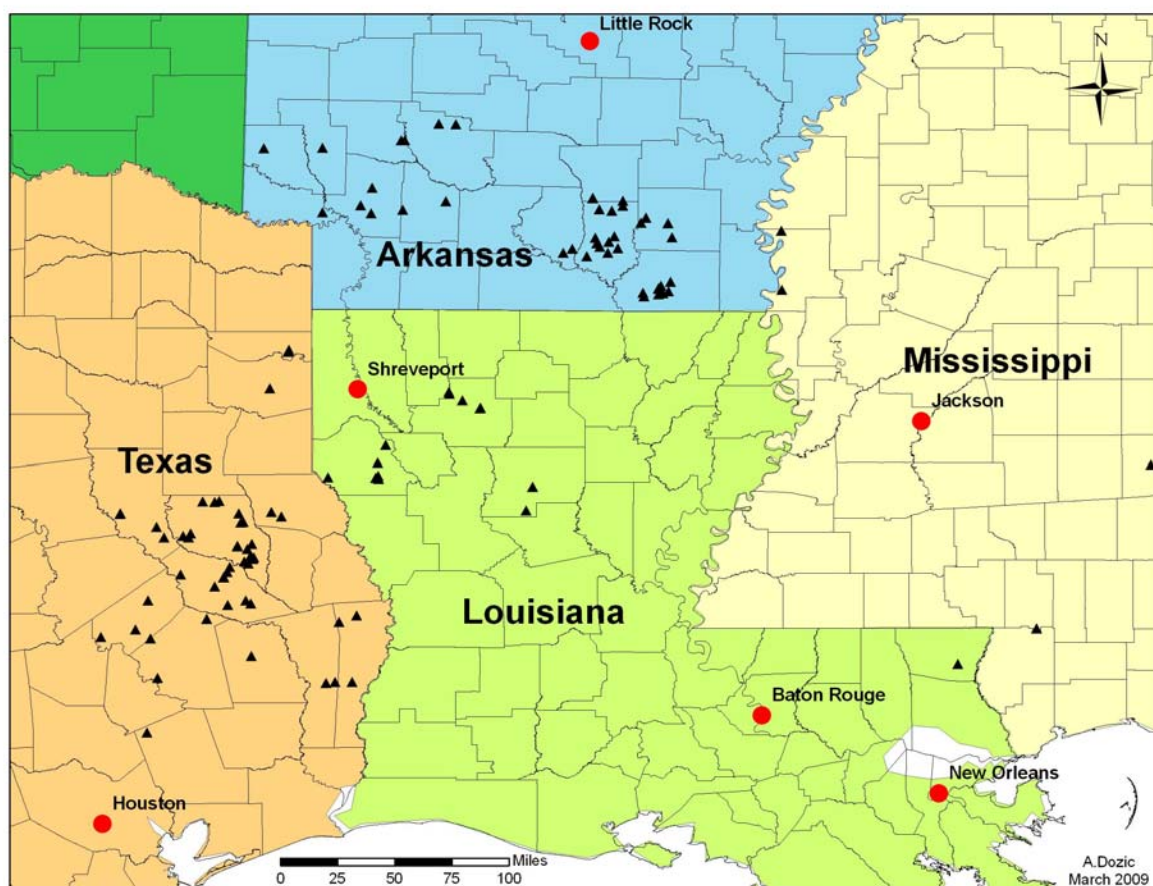 Little Rock
N
Arkansas
Shreveport
Mississippi
Jackson
Texas
Louisiana
Baton Rouge
New Orleans
Houston
Miles
0 25 50 75 100
A.Dozic
March 2009